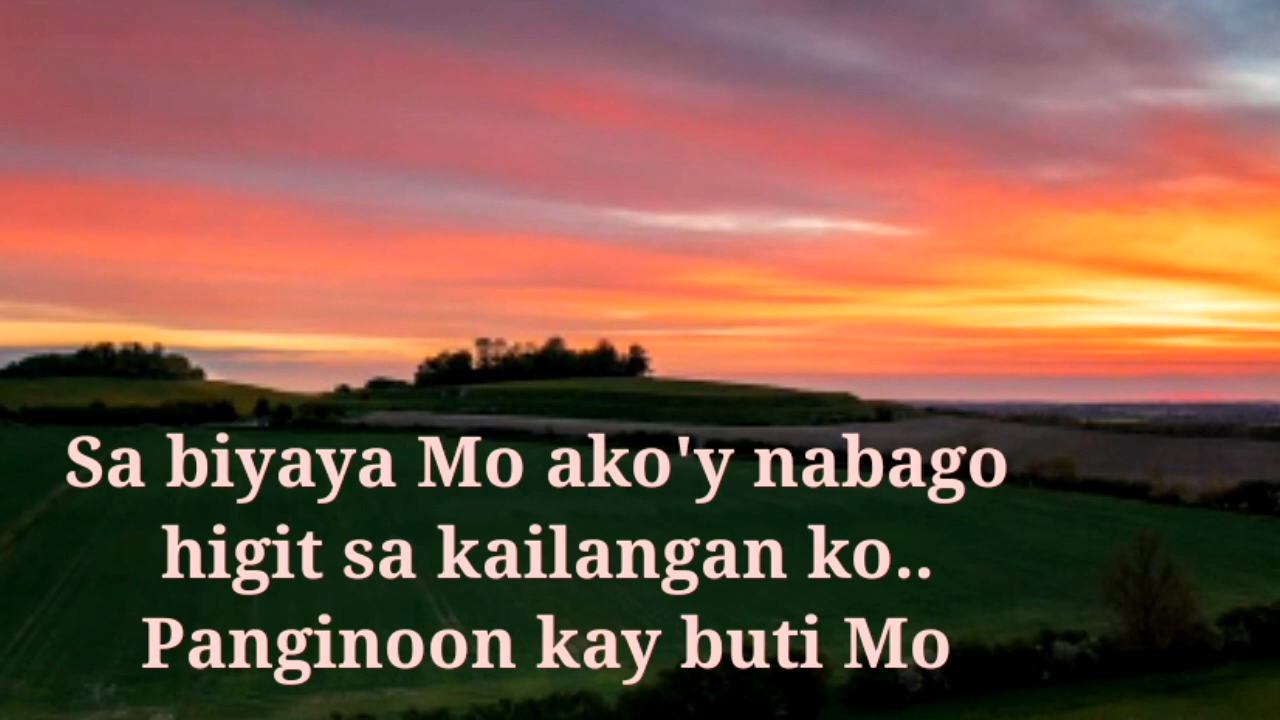 Sa biyaya Mo ako'y nabago
higit sa kailangan ko..
Panginoon kay buti Mo